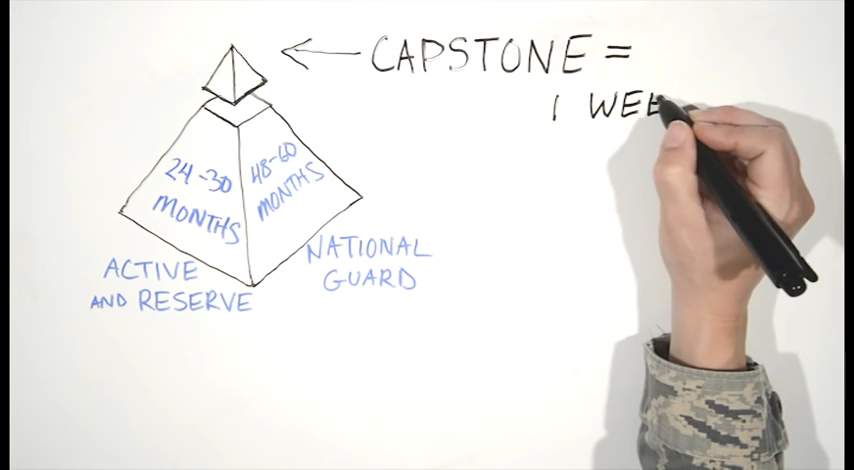 CAPSTONE =
1 WEE
24-30
MONTHS
48-60
MONTHS
ACTIVE
AND RESERVE
NATIONAL
GUARD